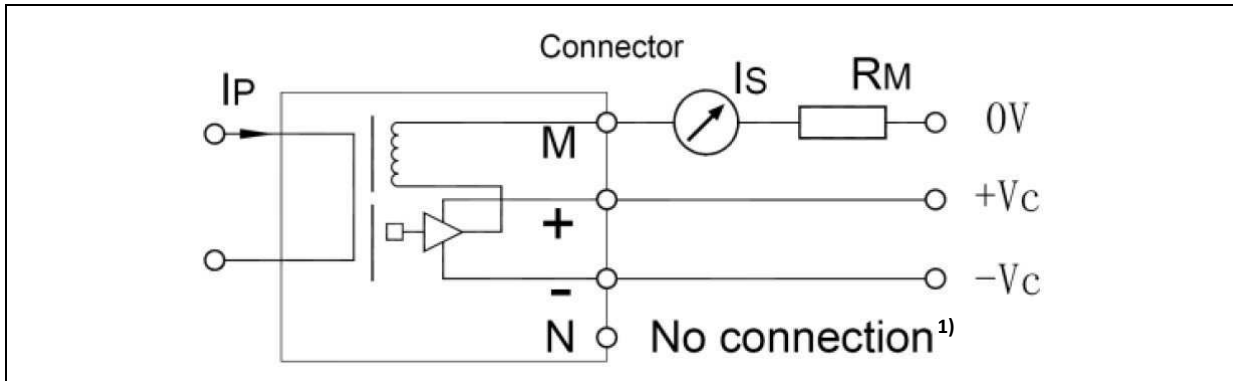 Connector
IP
IS
RM
M
0V
+
+Vc
-
-Vc
N
No connection1)